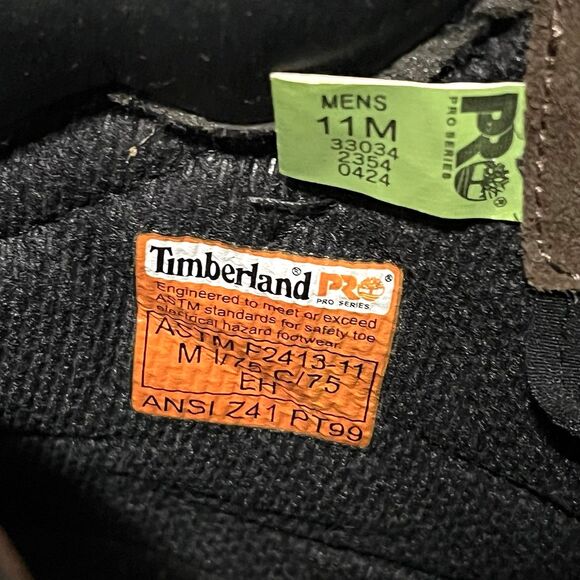 MENS
11M
33034
2354
0424
PRO®
PRO SERIES
Timberland® PRO®
PRO SERIES
Engineered to meet or exceed
ASTM standards for safety toe
electrical hazard footwear
ASTM F2413-11
M I/75 C/75
EH
ANSI Z41 PT99